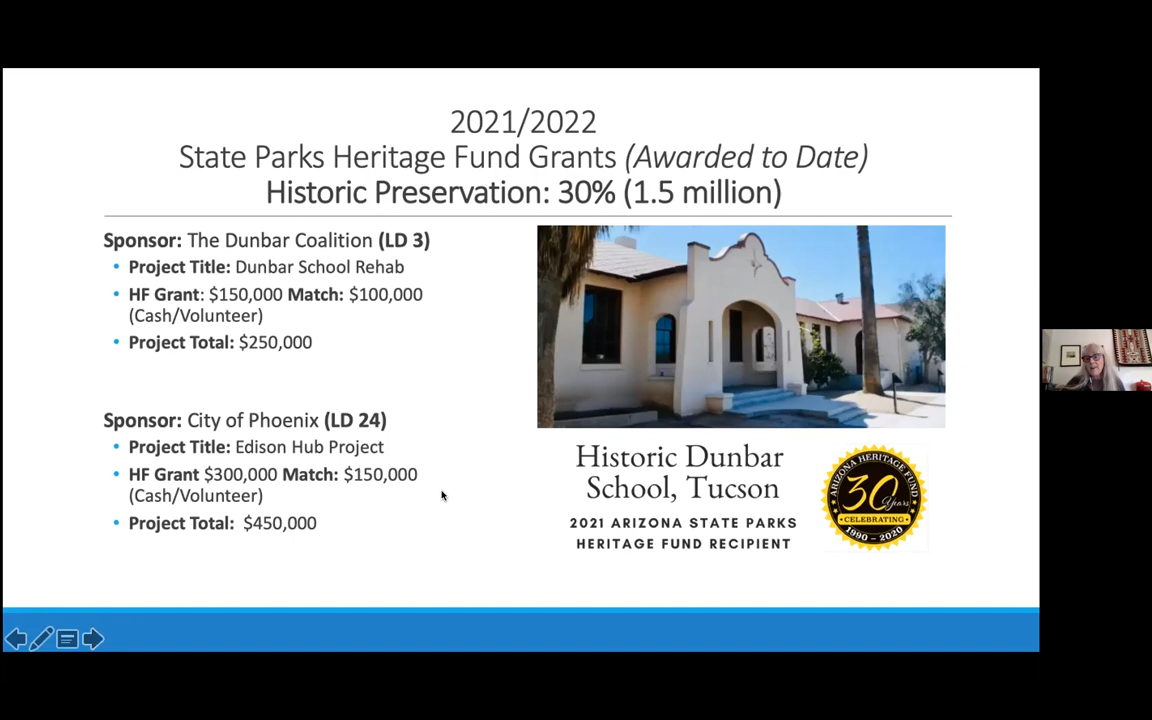 2021/2022
State Parks Heritage Fund Grants (Awarded to Date)
Historic Preservation: 30% (1.5 million)
Sponsor: The Dunbar Coalition (LD 3)
• Project Title: Dunbar School Rehab
• HF Grant: $150,000 Match: $100,000
(Cash/Volunteer)
• Project Total: $250,000
Sponsor: City of Phoenix (LD 24)
• Project Title: Edison Hub Project
• HF Grant $300,000 Match: $150,000
(Cash/Volunteer)
• Project Total: $450,000
Historic Dunbar
School, Tucson
2021 ARIZONA STATE PARKS
HERITAGE FUND RECIPIENT
ARIZONA HERITAGE FUND
30 Years
CELEBRATING
1990 – 2020